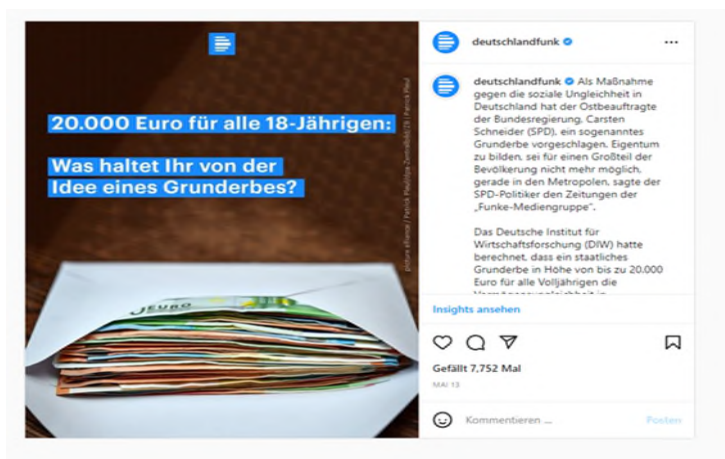 20.000 Euro für alle 18-Jährigen:
Was haltet Ihr von der
Idee eines Grunderbes?
EURO
deutschlandfunk
deutschlandfunk Als Maßnahme
gegen die soziale Ungleichheit in
Deutschland hat der Ostbeauftragte
der Bundesregierung, Carsten
Schneider (SPD), ein sogenanntes
Grunderbe vorgeschlagen. Eigentum
zu bilden, sei für einen Großteil der
Bevölkerung nicht mehr möglich,
gerade in den Metropolen, sagte der
SPD-Politiker den Zeitungen der
„Funke-Mediengruppe“.
Das Deutsche Institut für
Wirtschaftsforschung (DIW) hatte
berechnet, dass ein staatliches
Grunderbe in Höhe von bis zu 20.000
Euro für alle Volljährigen die
Insights ansehen
Gefällt 7,752 Mal
MAI 13
Kommentieren ...
Posten